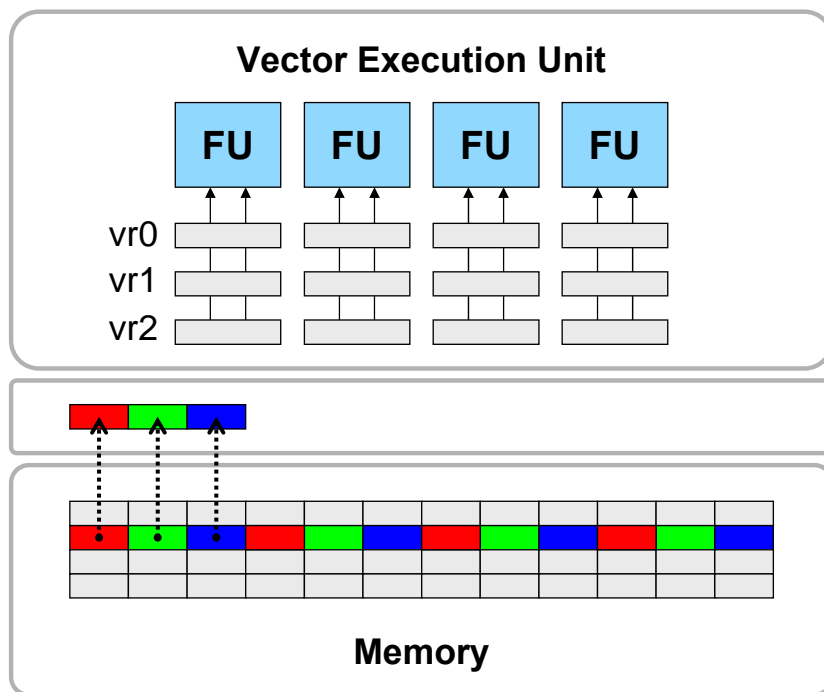 Vector Execution Unit
FU FU FU FU
vr0
vr1
vr2
Memory